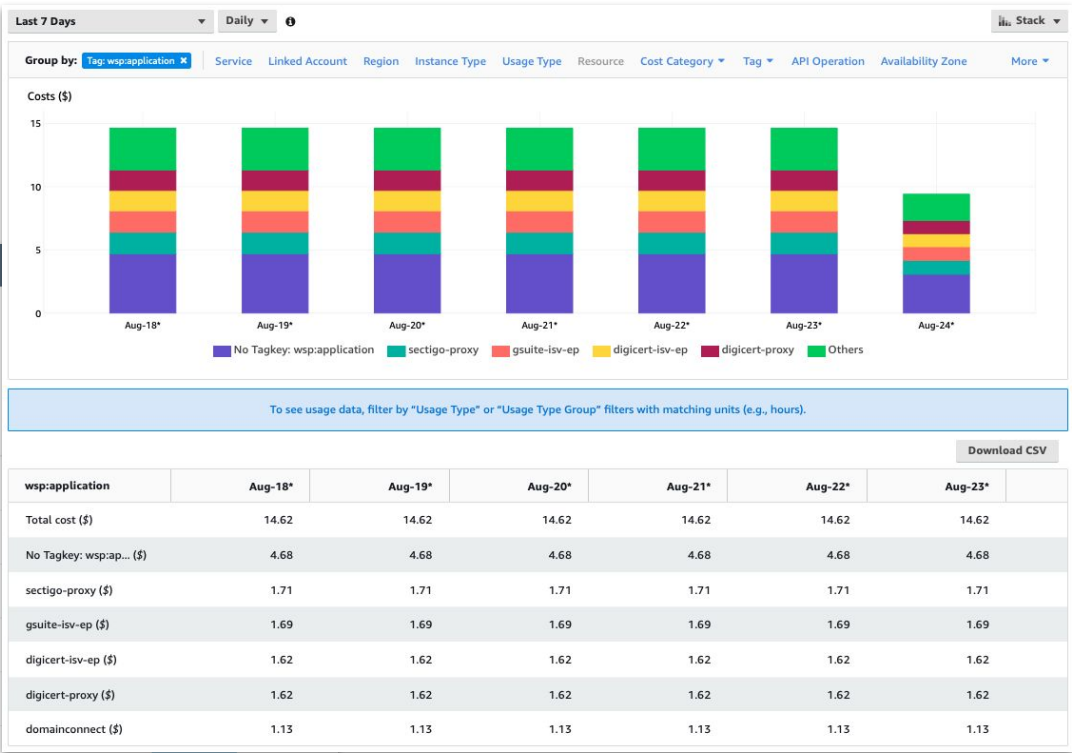 Last 7 Days Daily Stack
Group by: Tag: wsp:application × Service Linked Account Region Instance Type Usage Type Resource Cost Category Tag API Operation Availability Zone More
Costs ($)
15
10
5
0
Aug-18* Aug-19* Aug-20* Aug-21* Aug-22* Aug-23* Aug-24*
No Tagkey: wsp:application sectigo-proxy gsuite-isv-ep digicert-isv-ep digicert-proxy Others
To see usage data, filter by "Usage Type" or "Usage Type Group" filters with matching units (e.g., hours).
Download CSV
wsp:application Aug-18* Aug-19* Aug-20* Aug-21* Aug-22* Aug-23*
Total cost ($) 14.62 14.62 14.62 14.62 14.62 14.62
No Tagkey: wsp:ap... ($) 4.68 4.68 4.68 4.68 4.68 4.68
sectigo-proxy ($) 1.71 1.71 1.71 1.71 1.71 1.71
gsuite-isv-ep ($) 1.69 1.69 1.69 1.69 1.69 1.69
digicert-isv-ep ($) 1.62 1.62 1.62 1.62 1.62 1.62
digicert-proxy ($) 1.62 1.62 1.62 1.62 1.62 1.62
domainconnect ($) 1.13 1.13 1.13 1.13 1.13 1.13